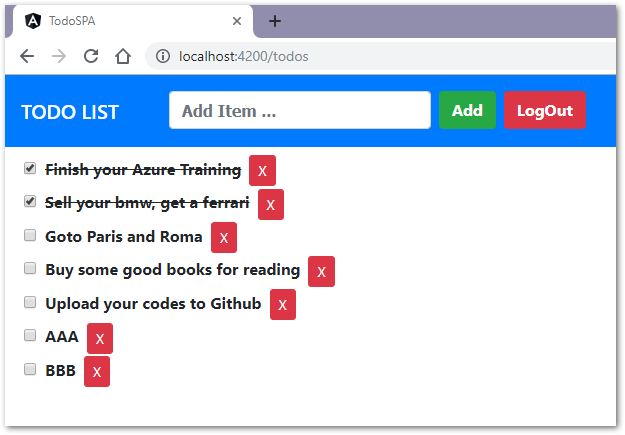 TodoSPA
localhost:4200/todos
TODO LIST Add Item ... Add LogOut
Finish your Azure Training X
Sell your bmw, get a ferrari X
Goto Paris and Roma X
Buy some good books for reading X
Upload your codes to Github X
AAA X
BBB X